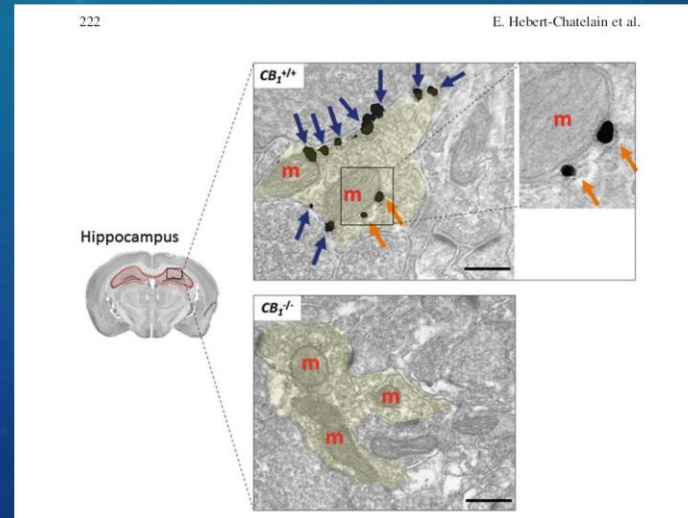 222
E. Hebert-Chatelain et al.
CB₁⁺/⁺
m
m
m
Hippocampus
CB₁⁻/⁻
m
m
m